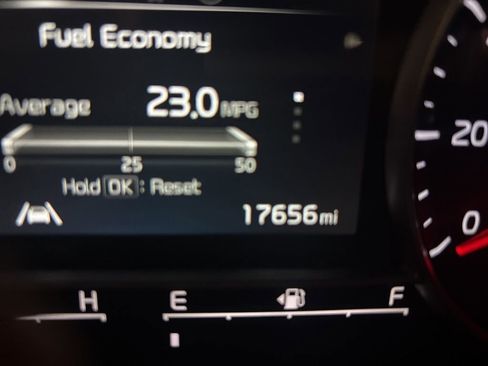 Fuel Economy
Average 23.0 MPG
0 25 50
Hold OK : Reset
17656 mi
20
0
H E F